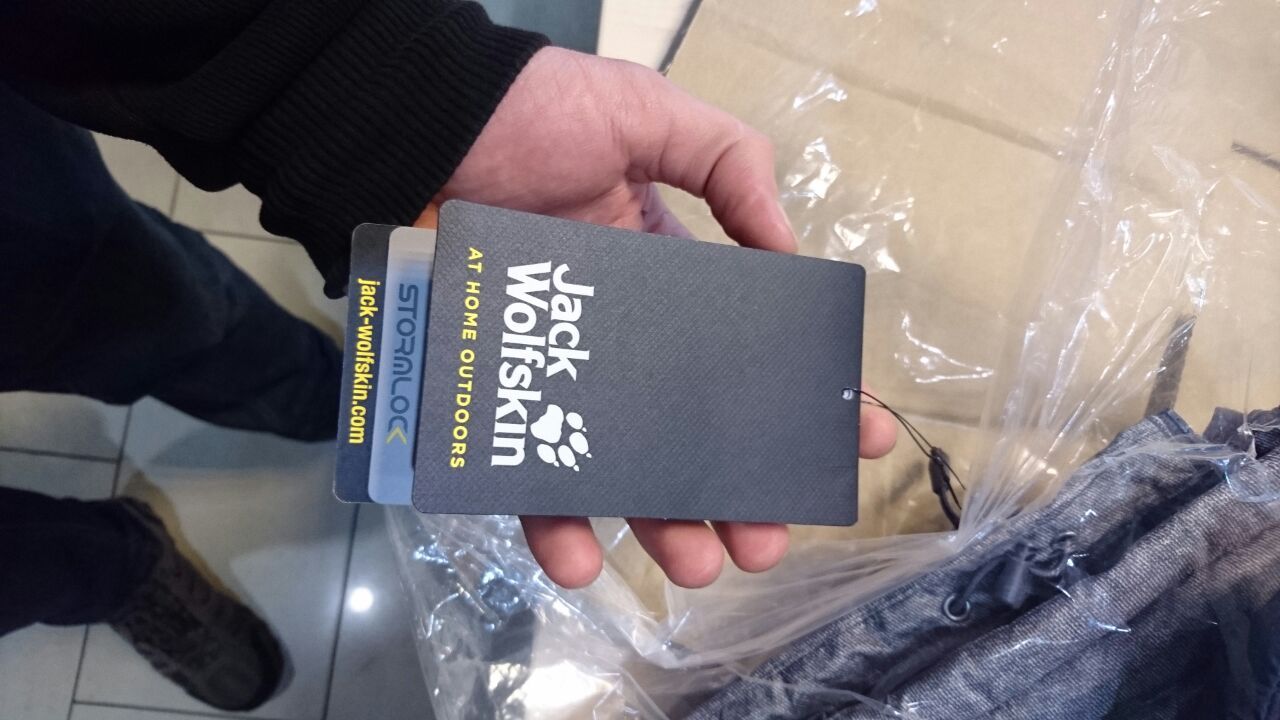 Jack
Wolfskin
AT HOME OUTDOORS
STORMLOCK
jack-wolfskin.com